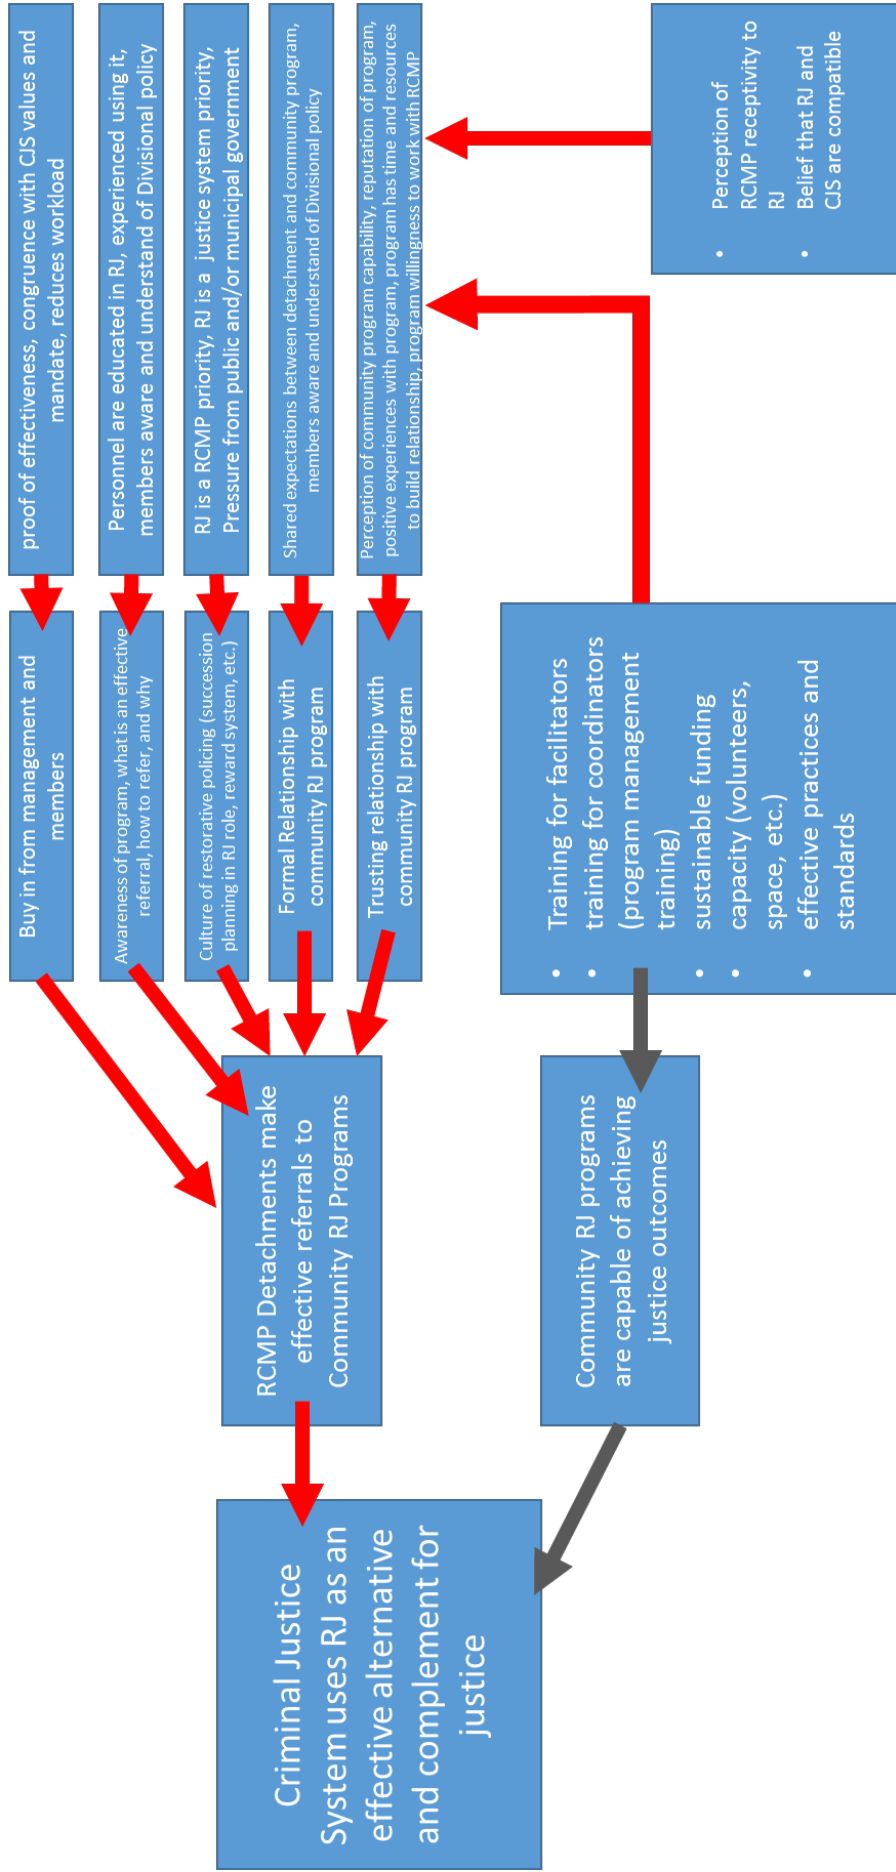 Criminal Justice
System uses RJ as an
effective alternative
and complement for
justice
RCMP Detachments make
effective referrals to
Community RJ Programs
Community RJ programs
are capable of achieving
justice outcomes
Buy in from management and
members
Awareness of program, what is an effective
referral, how to refer, and why
Culture of restorative policing (succession
planning in RJ role, reward system, etc.)
Formal Relationship with
community RJ program
Trusting relationship with
community RJ program
• Training for facilitators
• training for coordinators
(program management
training)
• sustainable funding
• capacity (volunteers,
space, etc.)
• effective practices and
standards
proof of effectiveness, congruence with CJS values and
mandate, reduces workload
Personnel are educated in RJ, experienced using it,
members aware and understand of Divisional policy
RJ is a RCMP priority, RJ is a justice system priority,
Pressure from public and/or municipal government
Shared expectations between detachment and community program,
members aware and understand of Divisional policy
Perception of community program capability, reputation of program,
positive experiences with program, program has time and resources
to build relationship, program willingness to work with RCMP
• Perception of
RCMP receptivity to
RJ
• Belief that RJ and
CJS are compatible